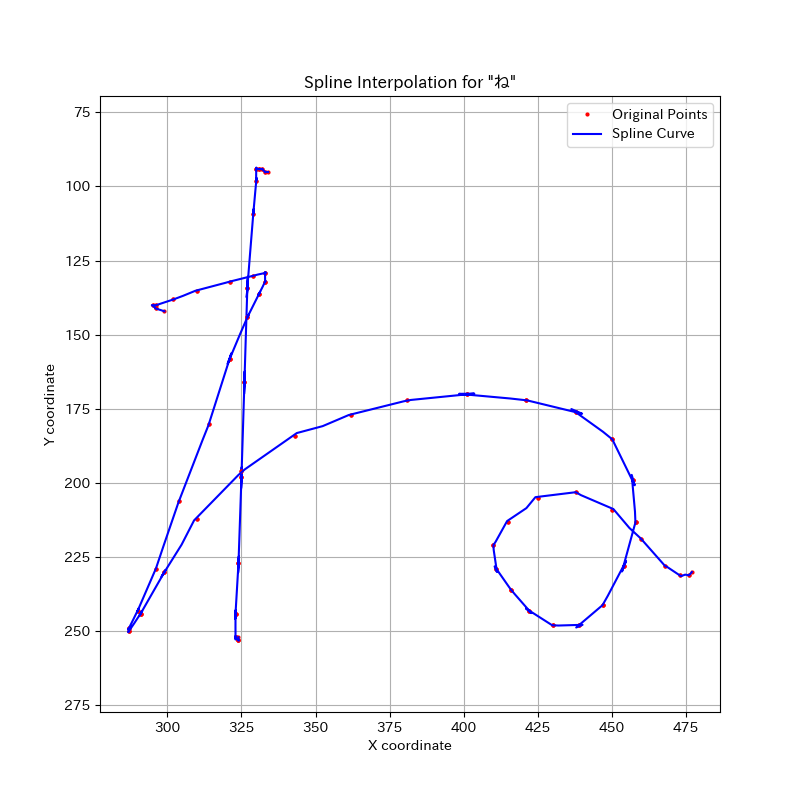 Spline Interpolation for "ね"
Original Points
Spline Curve
Y coordinate
75
100
125
150
175
200
225
250
275
ね
300 325 350 375 400 425 450 475
X coordinate